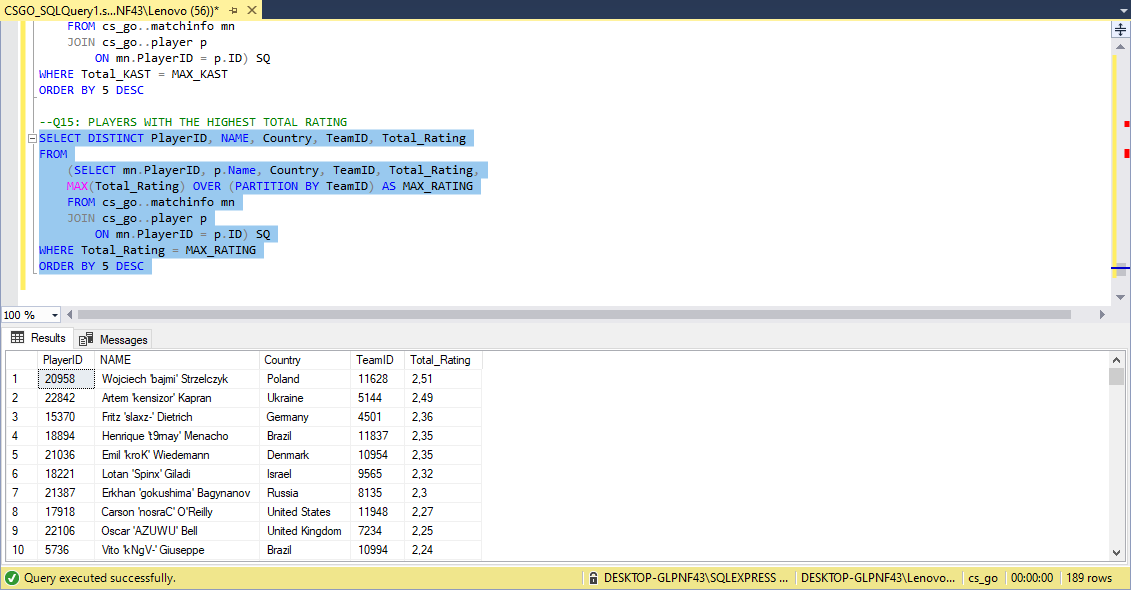 CSGO_SQLQuery1.s...NF43\Lenovo (56))*
FROM cs_go..matchinfo mn
JOIN cs_go..player p
ON mn.PlayerID = p.ID) SQ
WHERE Total_KAST = MAX_KAST
ORDER BY 5 DESC
--Q15: PLAYERS WITH THE HIGHEST TOTAL RATING
SELECT DISTINCT PlayerID, NAME, Country, TeamID, Total_Rating
FROM
(SELECT mn.PlayerID, p.Name, Country, TeamID, Total_Rating,
MAX(Total_Rating) OVER (PARTITION BY TeamID) AS MAX_RATING
FROM cs_go..matchinfo mn
JOIN cs_go..player p
ON mn.PlayerID = p.ID) SQ
WHERE Total_Rating = MAX_RATING
ORDER BY 5 DESC
100 %
Results Messages
PlayerID NAME Country TeamID Total_Rating
1 20958 Wojciech 'bajmi' Strzelczyk Poland 11628 2,51
2 22842 Artem 'kensizor' Kapran Ukraine 5144 2,49
3 15370 Fritz 'slaxz-' Dietrich Germany 4501 2,36
4 18894 Henrique 't9rnay' Menacho Brazil 11837 2,35
5 21036 Emil 'kroK' Wiedemann Denmark 10954 2,35
6 18221 Lotan 'Spinx' Giladi Israel 9565 2,32
7 21387 Erkhan 'gokushima' Bagynanov Russia 8135 2,3
8 17918 Carson 'nosraC' O'Reilly United States 11948 2,27
9 22106 Oscar 'AZUWU' Bell United Kingdom 7234 2,25
10 5736 Vito 'kNgV-' Giuseppe Brazil 10994 2,24
Query executed successfully. DESKTOP-GLPNF43\SQLEXPRESS ... DESKTOP-GLPNF43\Lenovo... cs_go 00:00:00 189 rows